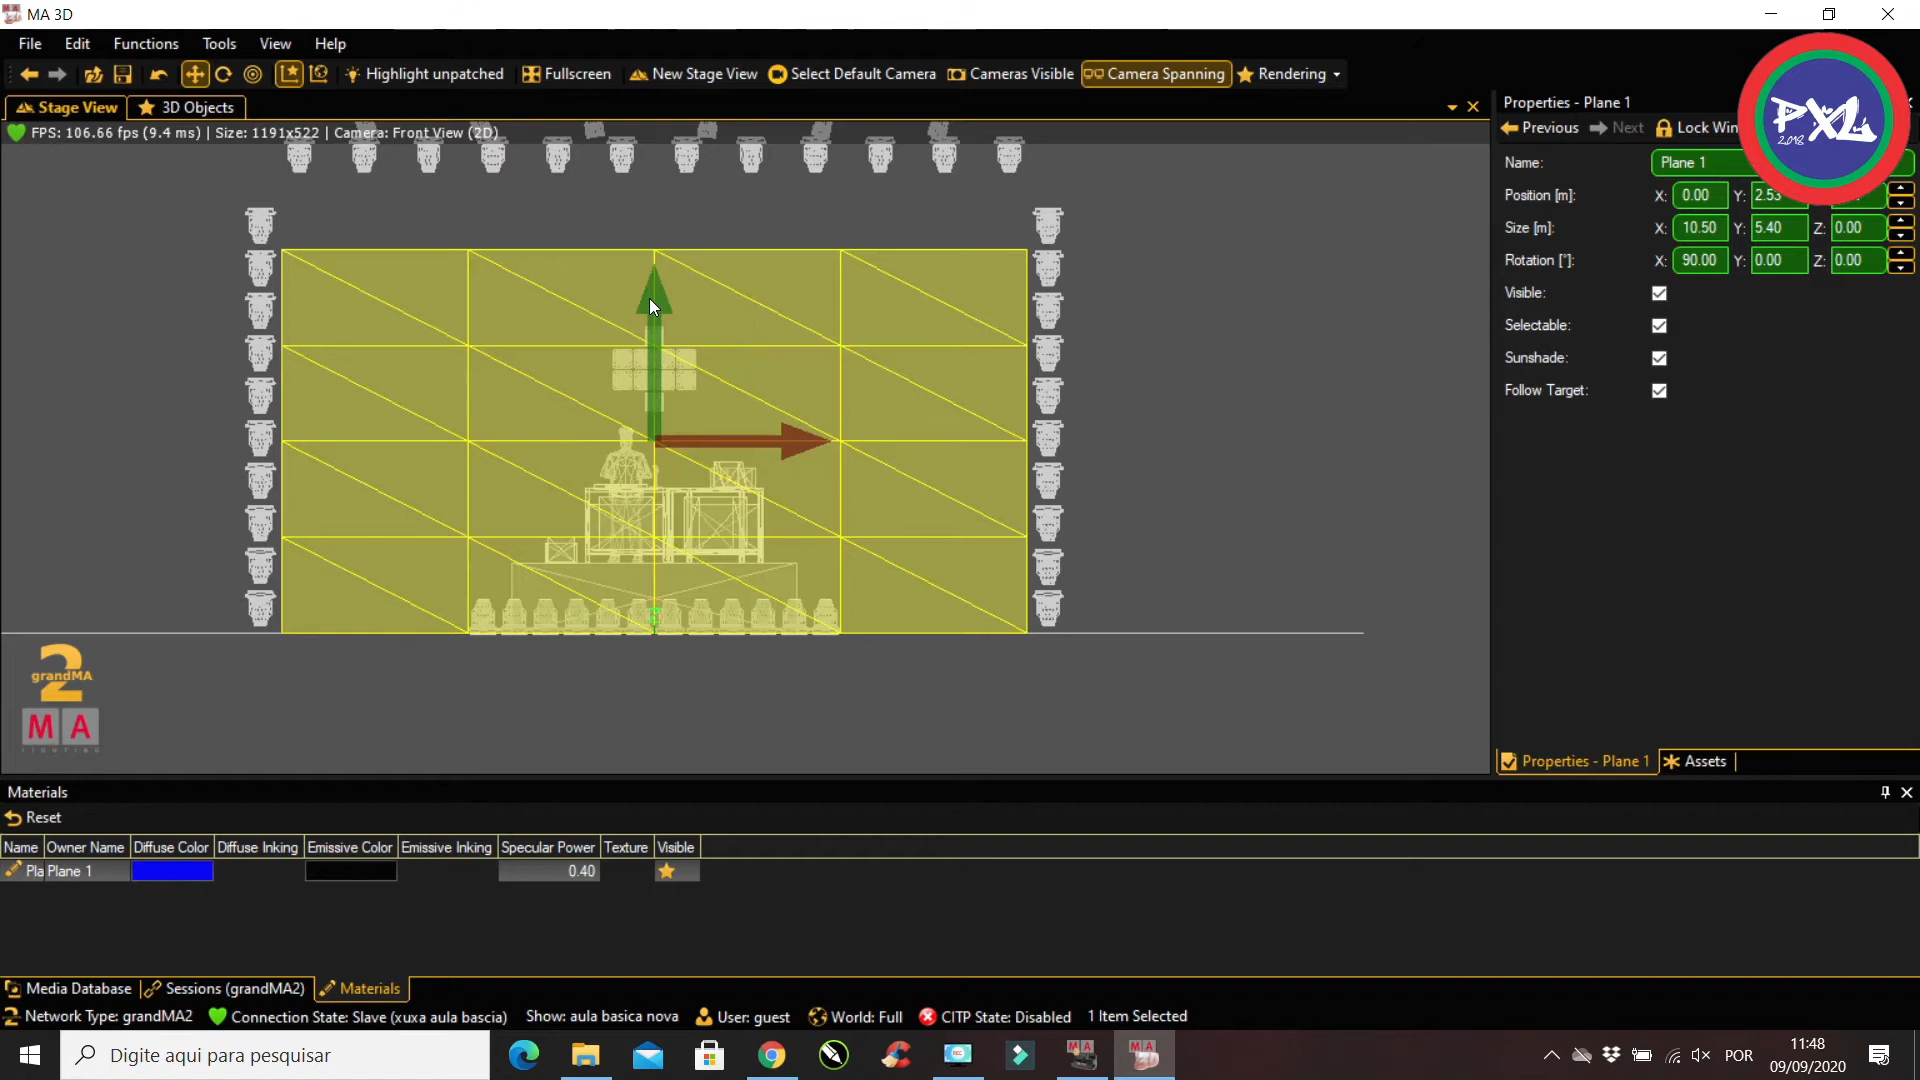 MA 3D
File Edit Functions Tools View Help
Highlight unpatched Fullscreen New Stage View Select Default Camera Cameras Visible Camera Spanning Rendering
Stage View 3D Objects
FPS: 106.66 fps (9.4 ms) | Size: 1191x522 | Camera: Front View (2D)
Properties - Plane 1
Previous Next Lock Win
PXL
2018
Name: Plane 1
Position [m]: X: 0.00 Y: 2.53
Size [m]: X: 10.50 Y: 5.40 Z: 0.00
Rotation [°]: X: 90.00 Y: 0.00 Z: 0.00
Visible:
Selectable:
Sunshade:
Follow Target:
2
grandMA
MA
LIGHTING
Properties - Plane 1 Assets
Materials
Reset
Name Owner Name Diffuse Color Diffuse Inking Emissive Color Emissive Inking Specular Power Texture Visible
Pla Plane 1 0.40
Media Database Sessions (grandMA2) Materials
Network Type: grandMA2 Connection State: Slave (xuxa aula bascia) Show: aula basica nova User: guest World: Full CITP State: Disabled 1 Item Selected
Digite aqui para pesquisar
POR
11:48
09/09/2020